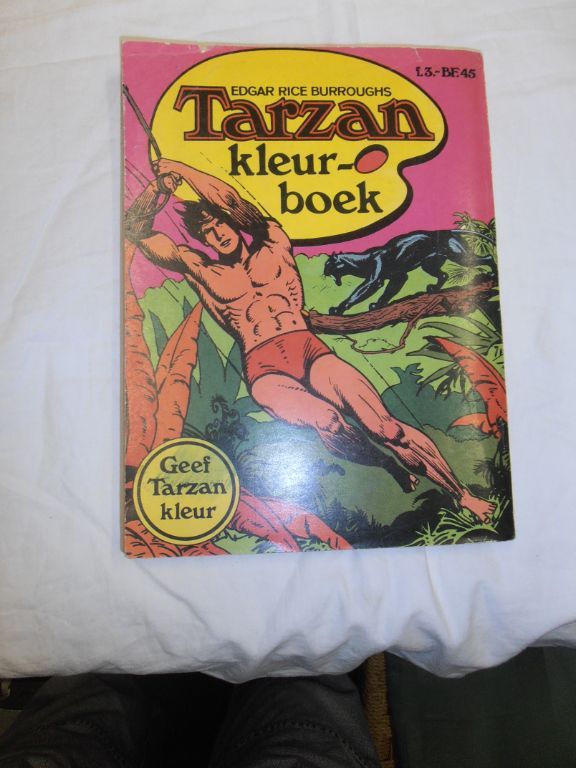 f.3.-BF.45
EDGAR RICE BURROUGHS
Tarzan
kleur-
boek
Geef
Tarzan
kleur